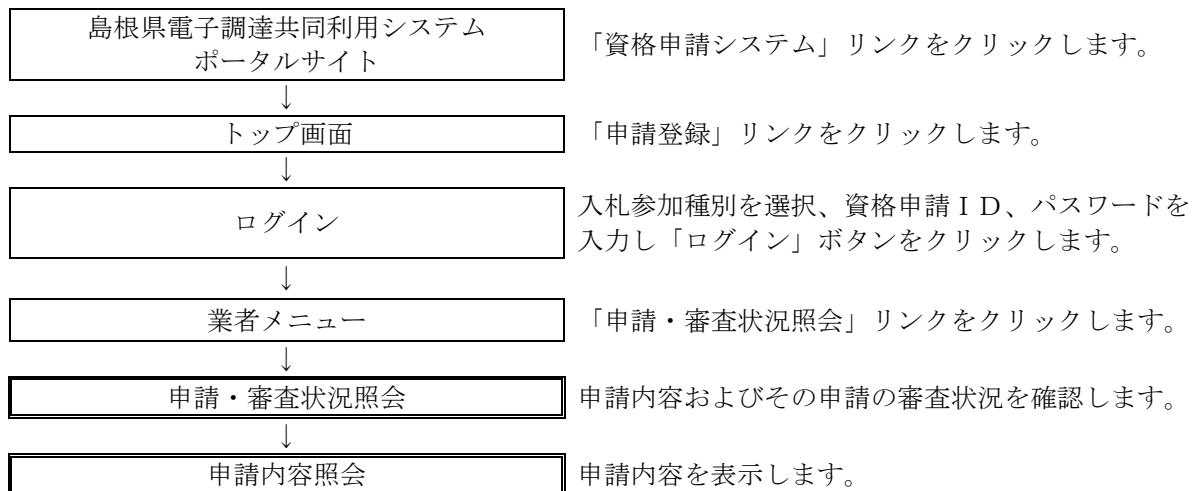 島根県電子調達共同利用システム
ポータルサイト
「資格申請システム」リンクをクリックします。
↓
トップ画面
「申請登録」リンクをクリックします。
↓
ログイン
入札参加種別を選択、資格申請ＩＤ、パスワードを
入力し「ログイン」ボタンをクリックします。
↓
業者メニュー
「申請・審査状況照会」リンクをクリックします。
↓
申請・審査状況照会
申請内容およびその申請の審査状況を確認します。
↓
申請内容照会
申請内容を表示します。